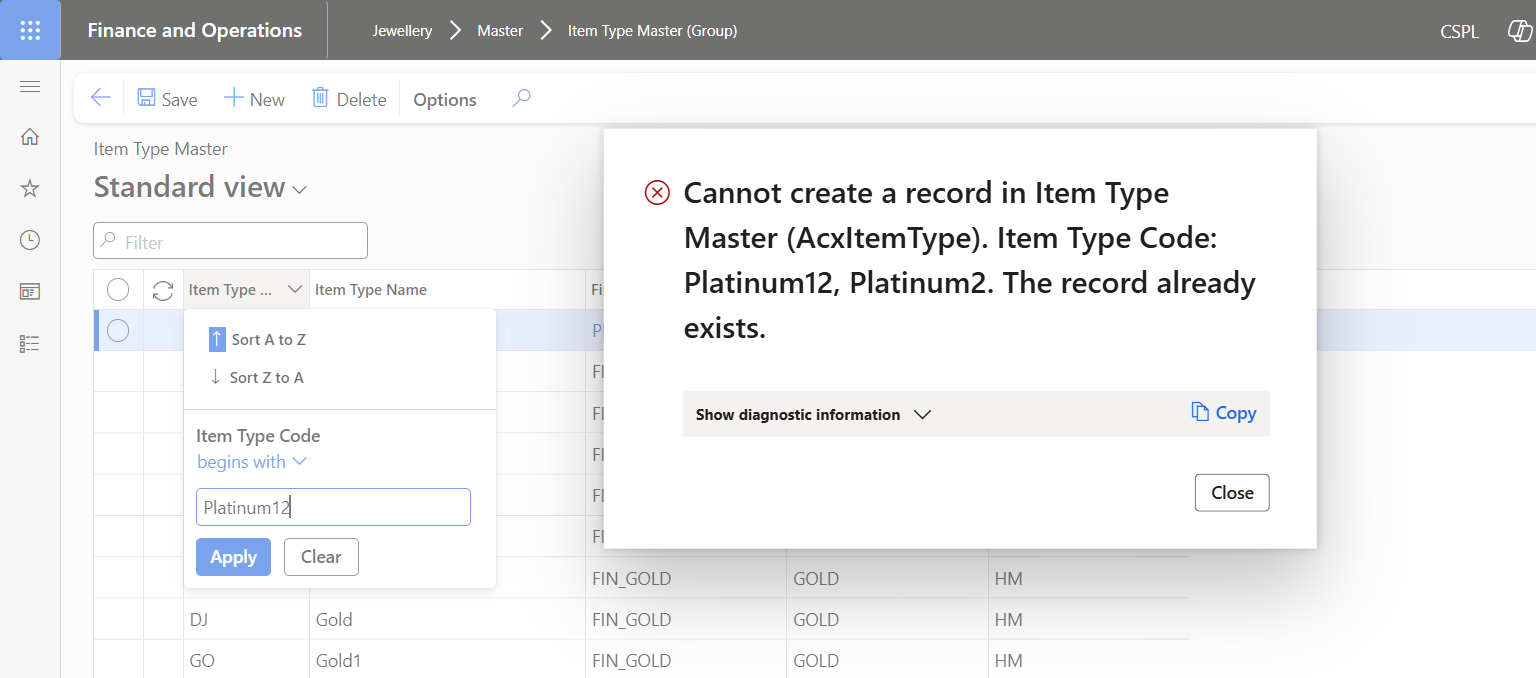 Finance and Operations
Jewellery
Master
Item Type Master (Group)
CSPL
Save
New
Delete
Options
Item Type Master
Standard view
Filter
Item Type ...
Item Type Name
Sort A to Z
Sort Z to A
Item Type Code
begins with
Platinum12
Apply
Clear
Cannot create a record in Item Type
Master (AcxItemType). Item Type Code:
Platinum12, Platinum2. The record already
exists.
Show diagnostic information
Copy
Close
FIN_GOLD GOLD HM
DJ Gold FIN_GOLD GOLD HM
GO Gold1 FIN_GOLD GOLD HM